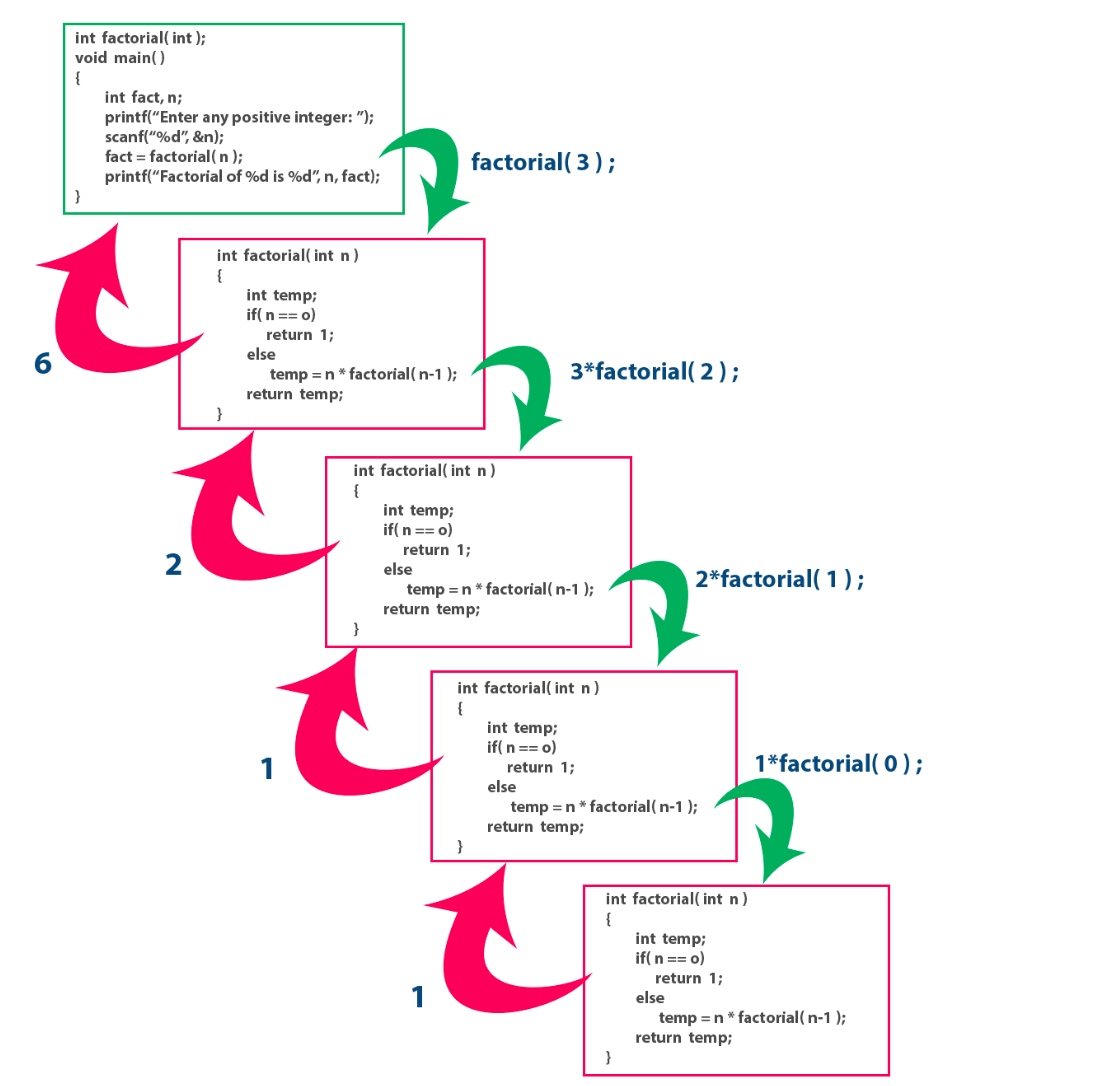 int factorial( int );
void main( )
{
int fact, n;
printf(“Enter any positive integer: ”);
scanf(“%d”, &n);
fact = factorial( n );
printf(“Factorial of %d is %d”, n, fact);
}
factorial( 3 ) ;
int factorial( int n )
{
int temp;
if( n == o)
return 1;
else
temp = n * factorial( n-1 );
return temp;
}
6
3*factorial( 2 ) ;
int factorial( int n )
{
int temp;
if( n == o)
return 1;
else
temp = n * factorial( n-1 );
return temp;
}
2
2*factorial( 1 ) ;
int factorial( int n )
{
int temp;
if( n == o)
return 1;
else
temp = n * factorial( n-1 );
return temp;
}
1
1*factorial( 0 ) ;
int factorial( int n )
{
int temp;
if( n == o)
return 1;
else
temp = n * factorial( n-1 );
return temp;
}
1